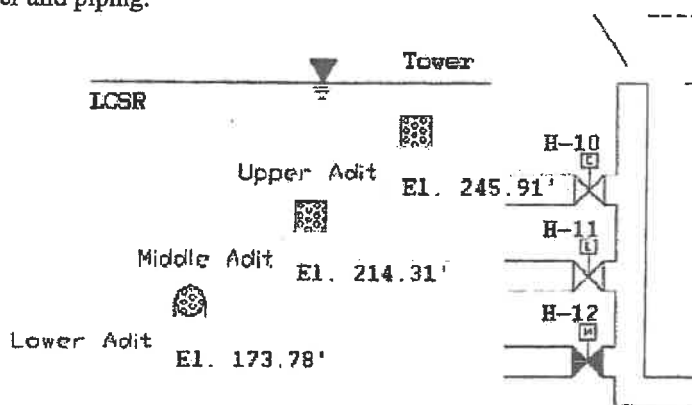 and piping.
Tower
LCSR
H-10
Upper Adit
El. 245.91'
H-11
Middle Adit
El. 214.31'
H-12
Lower Adit
El. 173.78'